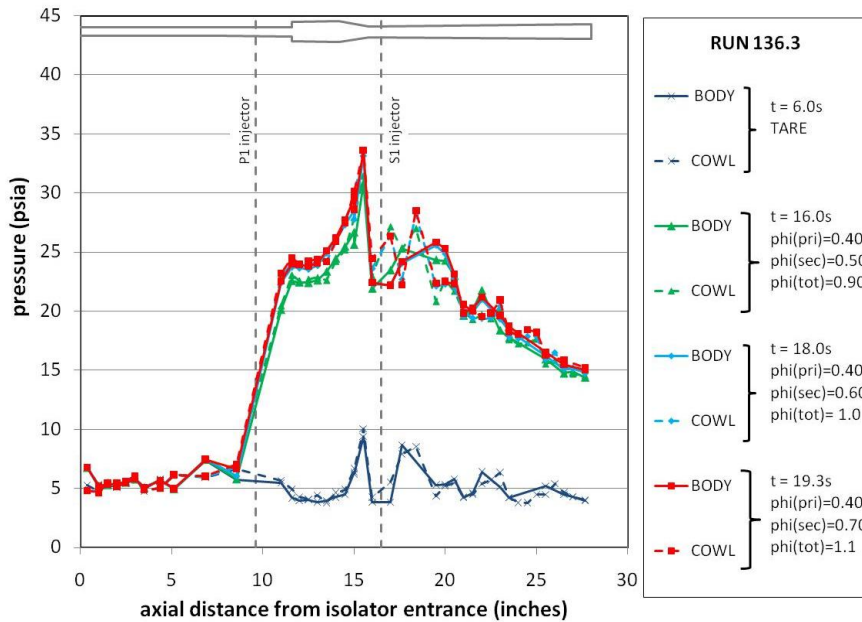 45
40
35
30
25
20
15
10
5
0
pressure (psia)
P1 injector
S1 injector
0 5 10 15 20 25 30
axial distance from isolator entrance (inches)
RUN 136.3
BODY
COWL
t = 6.0s
TARE
BODY
COWL
t = 16.0s
phi(pri)=0.40
phi(sec)=0.50
phi(tot)=0.90
BODY
COWL
t = 18.0s
phi(pri)=0.40
phi(sec)=0.60
phi(tot)= 1.0
BODY
COWL
t = 19.3s
phi(pri)=0.40
phi(sec)=0.70
phi(tot)=1.1